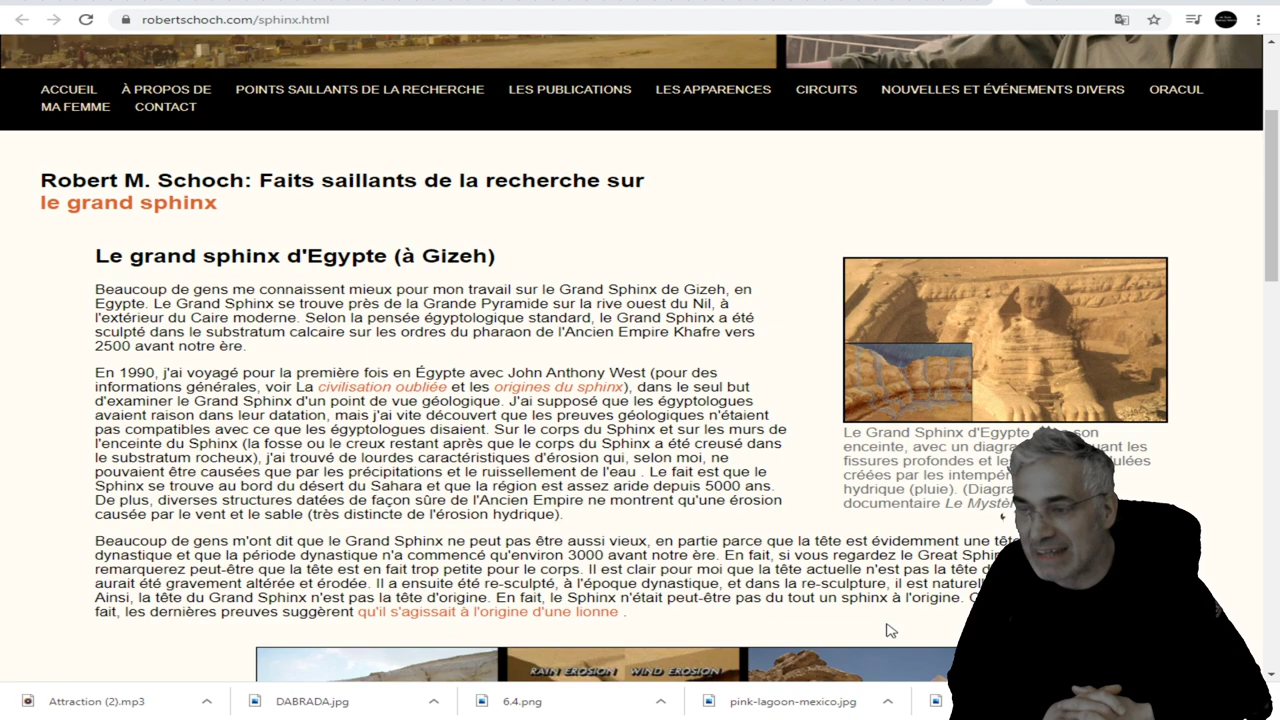 robertschoch.com/sphinx.html
ACCUEIL À PROPOS DE POINTS SAILLANTS DE LA RECHERCHE LES PUBLICATIONS LES APPARENCES CIRCUITS NOUVELLES ET ÉVÉNEMENTS DIVERS ORACUL
MA FEMME CONTACT
Robert M. Schoch: Faits saillants de la recherche sur
le grand sphinx
Le grand sphinx d'Egypte (à Gizeh)
Beaucoup de gens me connaissent mieux pour mon travail sur le Grand Sphinx de Gizeh, en
Egypte. Le Grand Sphinx se trouve près de la Grande Pyramide sur la rive ouest du Nil, à
l'extérieur du Caire moderne. Selon la pensée égyptologique standard, le Grand Sphinx a été
sculpté dans le substratum calcaire sur les ordres du pharaon de l'Ancien Empire Khafre vers
2500 avant notre ère.
En 1990, j'ai voyagé pour la première fois en Égypte avec John Anthony West (pour des
informations générales, voir La civilisation oubliée et les origines du sphinx), dans le seul but
d'examiner le Grand Sphinx d'un point de vue géologique. J'ai supposé que les égyptologues
avaient raison dans leur datation, mais j'ai vite découvert que les preuves géologiques n'étaient
pas compatibles avec ce que les égyptologues disaient. Sur le corps du Sphinx et sur les murs de
l'enceinte du Sphinx (la fosse ou le creux restant après que le corps du Sphinx a été creusé dans
le substratum rocheux), j'ai trouvé de lourdes caractéristiques d'érosion qui, selon moi, ne
pouvaient être causées que par les précipitations et le ruissellement de l'eau . Le fait est que le
Sphinx se trouve au bord du désert du Sahara et que la région est assez aride depuis 5000 ans.
De plus, diverses structures datées de façon sûre de l'Ancien Empire ne montrent qu'une érosion
causée par le vent et le sable (très distincte de l'érosion hydrique).
Le Grand Sphinx d'Egypte son
enceinte, avec un diagra quant les
fissures profondes et le ulées
créées par les intempé
hydrique (pluie). (Diagra
documentaire Le Mystè
Beaucoup de gens m'ont dit que le Grand Sphinx ne peut pas être aussi vieux, en partie parce que la tête est évidemment une tête
dynastique et que la période dynastique n'a commencé qu'environ 3000 avant notre ère. En fait, si vous regardez le Great Sphin
remarquerez peut-être que la tête est en fait trop petite pour le corps. Il est clair pour moi que la tête actuelle n'est pas la tête d
aurait été gravement altérée et érodée. Il a ensuite été re-sculpté, à l'époque dynastique, et dans la re-sculpture, il est naturel
Ainsi, la tête du Grand Sphinx n'est pas la tête d'origine. En fait, le Sphinx n'était peut-être pas du tout un sphinx à l'origine.
fait, les dernières preuves suggèrent qu'il s'agissait à l'origine d'une lionne .
RAIN EROSION WIND EROSION
Attraction (2).mp3 DABRADA.jpg 6.4.png pink-lagoon-mexico.jpg